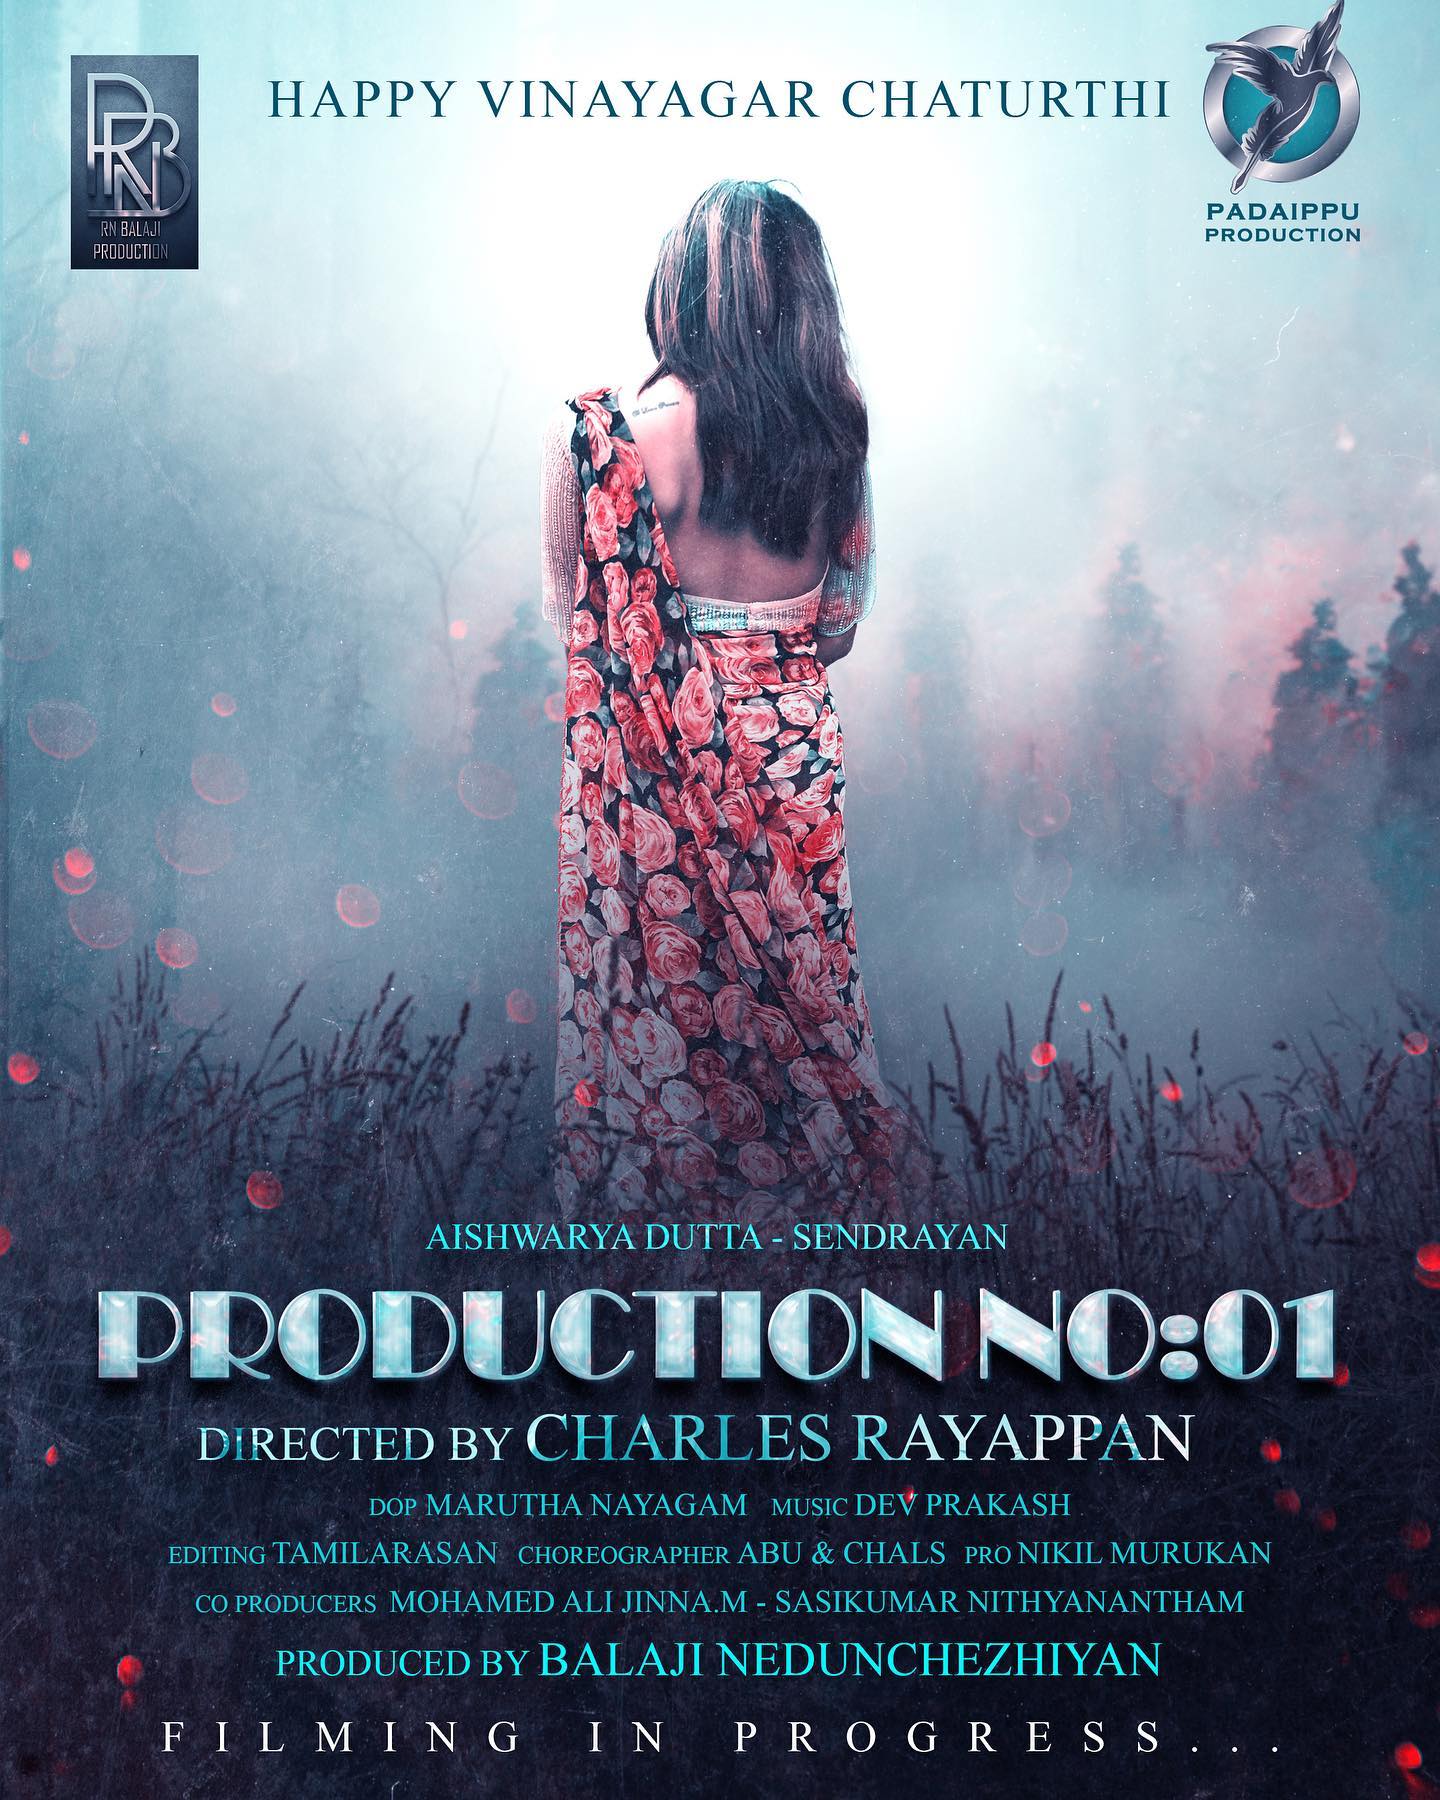 HAPPY VINAYAGAR CHATURTHI
RN BALAJI
PRODUCTION
PADAIPPU
PRODUCTION
AISHWARYA DUTTA - SENDRAYAN
PRODUCTION NO:01
DIRECTED BY CHARLES RAYAPPAN
DOP MARUTHA NAYAGAM MUSIC DEV PRAKASH
EDITING TAMILARASAN CHOREOGRAPHER ABU & CHALS PRO NIKIL MURUKAN
CO PRODUCERS MOHAMED ALI JINNA.M - SASIKUMAR NITHYANANTHAM
PRODUCED BY BALAJI NEDUNCHEZHIYAN
FILMING IN PROGRESS...